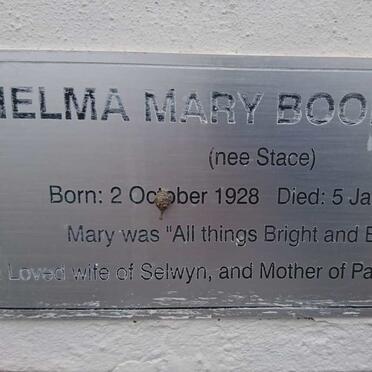 HELMA MARY BOO
(nee Stace)
Born: 2 October 1928 Died: 5 Ja
Mary was "All things Bright and B
Loved wife of Selwyn, and Mother of Pa